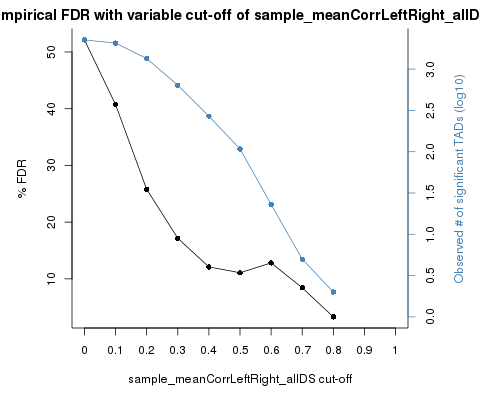 mpirical FDR with variable cut-off of sample_meanCorrLeftRight_allD
% FDR
50
40
30
20
10
3.0
2.5
2.0
1.5
1.0
0.5
0.0
Observed # of significant TADs (log10)
0 0.1 0.2 0.3 0.4 0.5 0.6 0.7 0.8 0.9 1
sample_meanCorrLeftRight_allDS cut-off